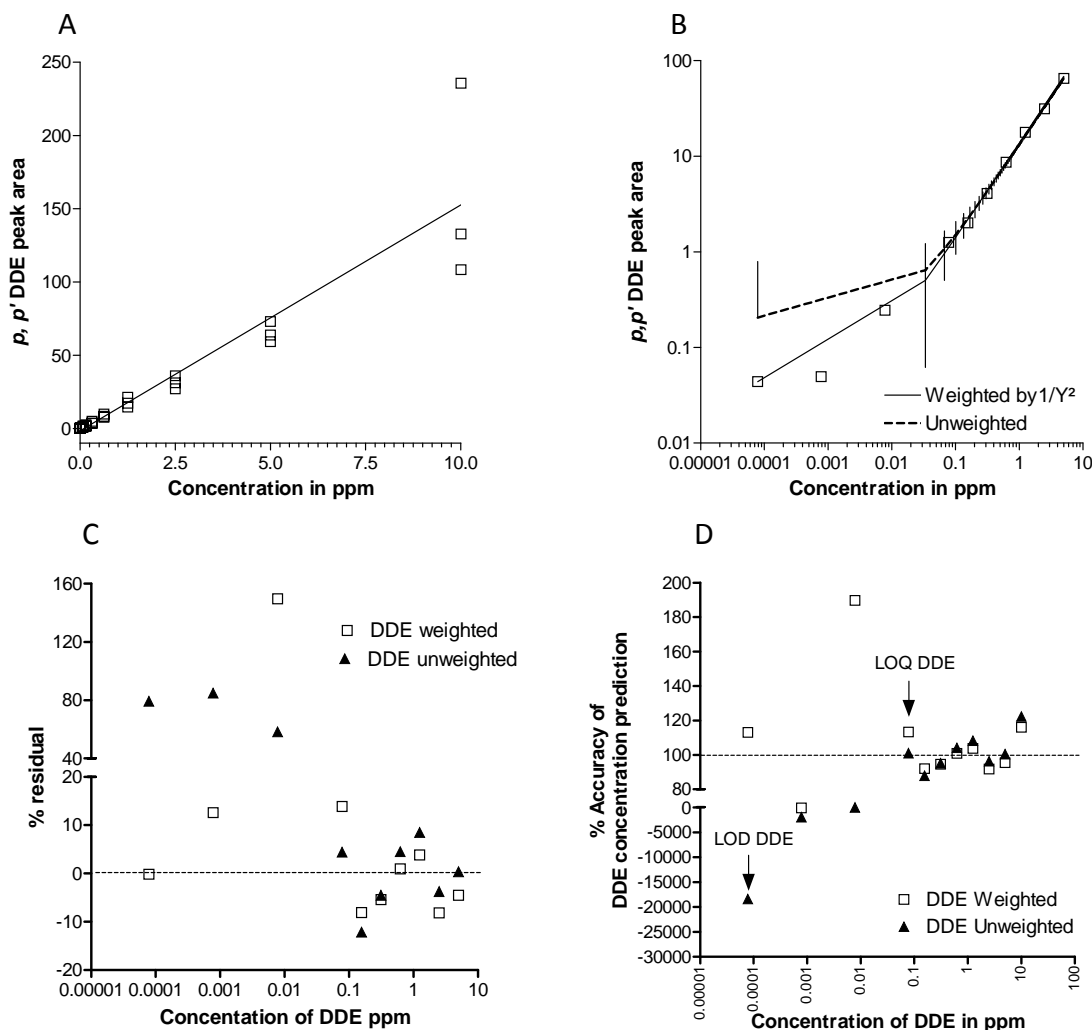 A
250
200
150
100
50
0
p, p' DDE peak area
0.0 2.5 5.0 7.5 10.0
Concentration in ppm
B
100
10
1
0.1
0.01
p,p' DDE peak area
Weighted by1/Y²
Unweighted
0.00001 0.0001 0.001 0.01 0.1 1 10
Concentration in ppm
C
160
120
80
40
20
10
0
-10
-20
% residual
DDE weighted
DDE unweighted
0.00001 0.0001 0.001 0.01 0.1 1 10
Concentation of DDE ppm
D
200
180
160
140
120
100
80
0
-5000
-10000
-15000
-20000
-25000
-30000
% Accuracy of
DDE concentration prediction
LOQ DDE
LOD DDE
DDE Weighted
DDE Unweighted
0.00001 0.0001 0.001 0.01 0.1 1 10 100
Concentration of DDE in ppm